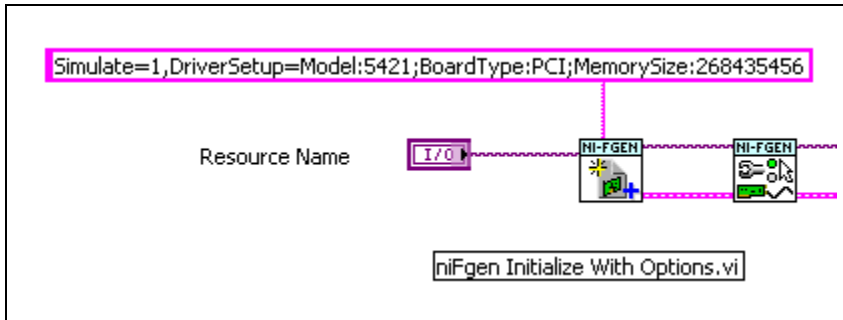 Simulate=1,DriverSetup=Model:5421;BoardType:PCI;MemorySize:268435456
Resource Name
I/O
NI-FGEN
NI-FGEN
niFgen Initialize With Options.vi